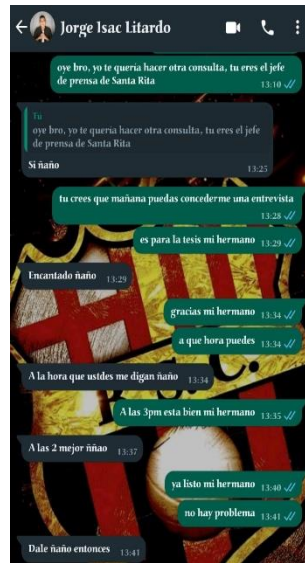 Jorge Isac Litardo
oye bro, yo te quería hacer otra consulta, tu eres el jefe
de prensa de Santa Rita
13:10
Tu
oye bro, yo te quería hacer otra consulta, tu eres el jefe
de prensa de Santa Rita
Si ñaño
13:25
tu crees que mañana puedas concederme una entrevista
13:28
es para la tesis mi hermano 13:29
Encantado ñaño 13:29
gracias mi hermano 13:34
a que hora puedes 13:34
A la hora que ustdes me digan ñaño 13:34
A las 3pm esta bien mi hermano 13:35
A las 2 mejor ññao 13:37
ya listo mi hermano 13:40
no hay problema 13:41
Dale ñaño entonces 13:41